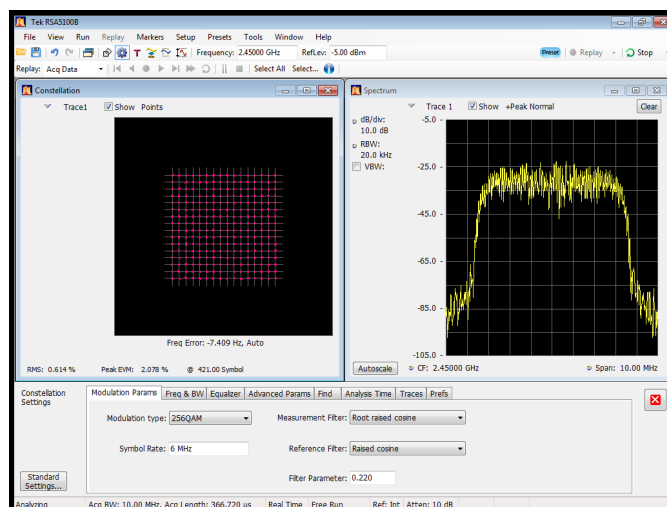 Tek RSA5100B
File View Run Replay Markers Setup Presets Tools Window Help
Frequency: 2.45000 GHz RefLev: -5.00 dBm Preset Replay Stop
Replay: Acq Data Select All Select...
Constellation
Trace1 Show Points
Freq Error: -7.409 Hz, Auto
RMS: 0.614 % Peak EVM: 2.078 % @ 421.00 Symbol
Spectrum
Trace 1 Show +Peak Normal Clear
dB/div:
10.0 dB
RBW:
20.0 kHz
VBW:
-5.0
-25.0
-45.0
-65.0
-85.0
-105.0
Autoscale CF: 2.45000 GHz Span: 10.00 MHz
Constellation
Settings
Modulation Params Freq & BW Equalizer Advanced Params Find Analysis Time Traces Prefs
Modulation type: 256QAM Measurement Filter: Root raised cosine
Symbol Rate: 6 MHz Reference Filter: Raised cosine
Filter Parameter: 0.220
Standard
Settings...
Analyzing Acq BW: 10.00 MHz, Acq Length: 366.720 us Real Time Free Run Ref: Int Atten: 10 dB